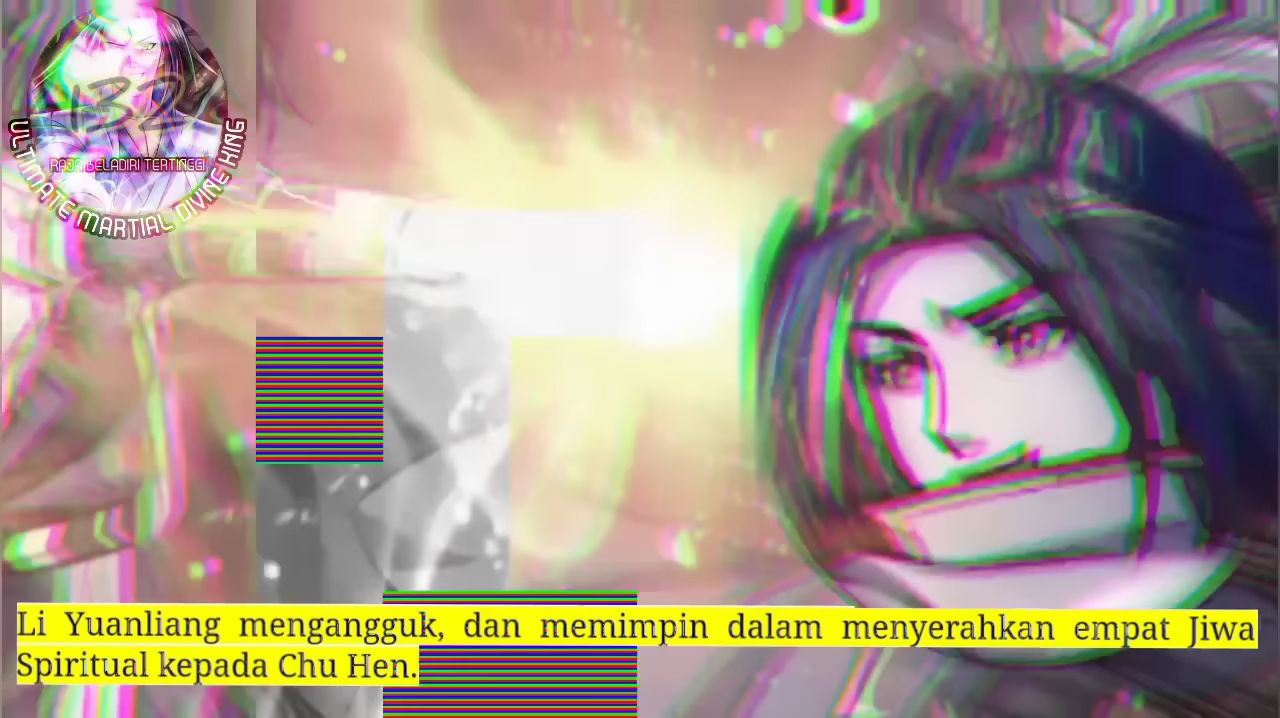 132
RAJA BELADIRI TERTINGGI
ULTIMATE MARTIAL DIVINE KING
Li Yuanliang mengangguk, dan memimpin dalam menyerahkan empat Jiwa
Spiritual kepada Chu Hen.